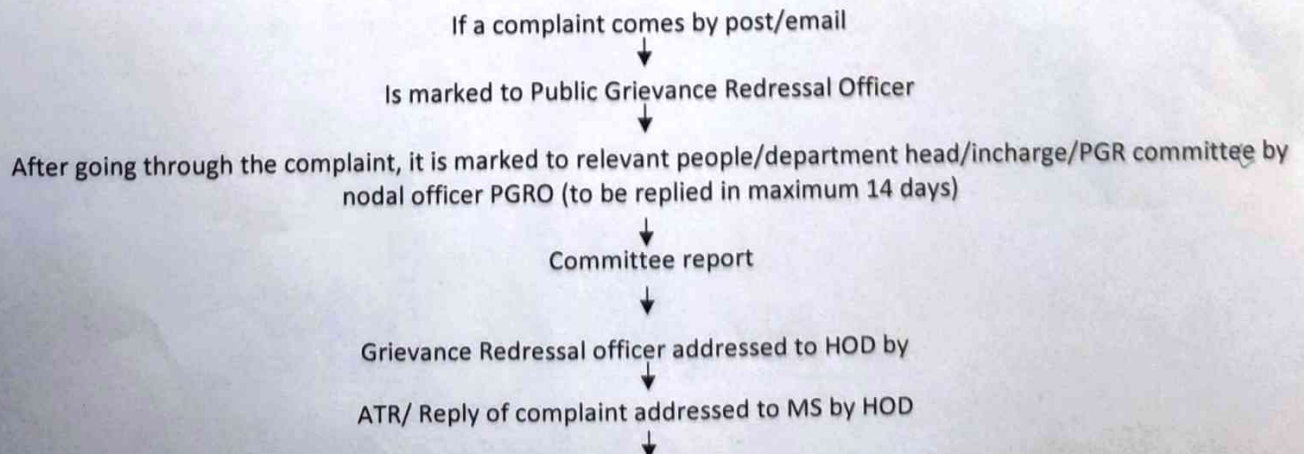 If a complaint comes by post/email
Is marked to Public Grievance Redressal Officer
After going through the complaint, it is marked to relevant people/department head/incharge/PGR committee by
nodal officer PGRO (to be replied in maximum 14 days)
Committee report
Grievance Redressal officer addressed to HOD by
ATR/ Reply of complaint addressed to MS by HOD